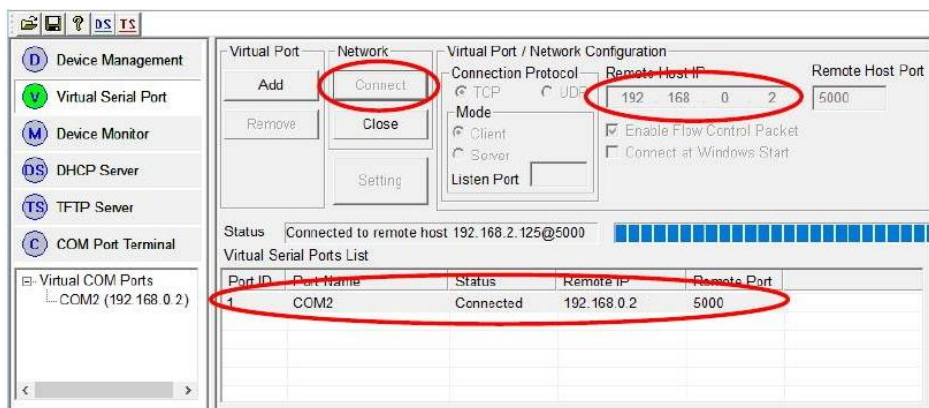 DS TS
D Device Management
V Virtual Serial Port
M Device Monitor
DS DHCP Server
TS TFTP Server
C COM Port Terminal
Virtual COM Ports
COM2 (192.168.0.2)
Virtual Port
Add
Remove
Network
Connect
Close
Setting
Virtual Port / Network Configuration
Connection Protocol
TCP UDP
Mode
Client
Server
Listen Port
Remote Host IP
192 . 168 . 0 . 2
Remote Host Port
5000
Enable Flow Control Packet
Connect at Windows Start
Status Connected to remote host 192.168.2.125@5000
Virtual Serial Ports List
Port ID Port Name Status Remote IP Remote Port
1 COM2 Connected 192.168.0.2 5000